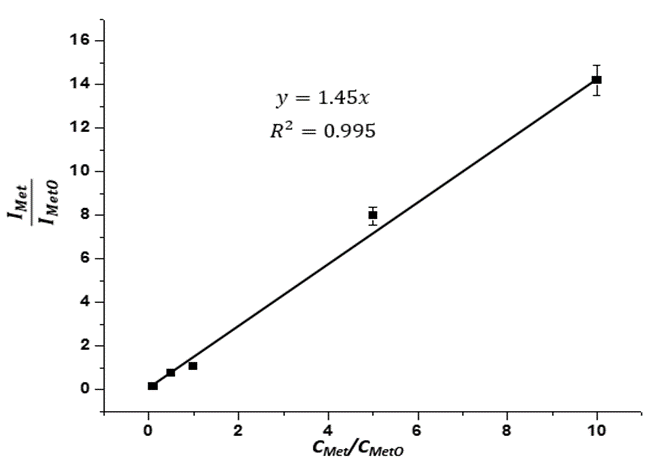 16
14
12
10
8
6
4
2
0
I_Met
I_MetO
y = 1.45x
R² = 0.995
0 2 4 6 8 10
C_Met/C_MetO